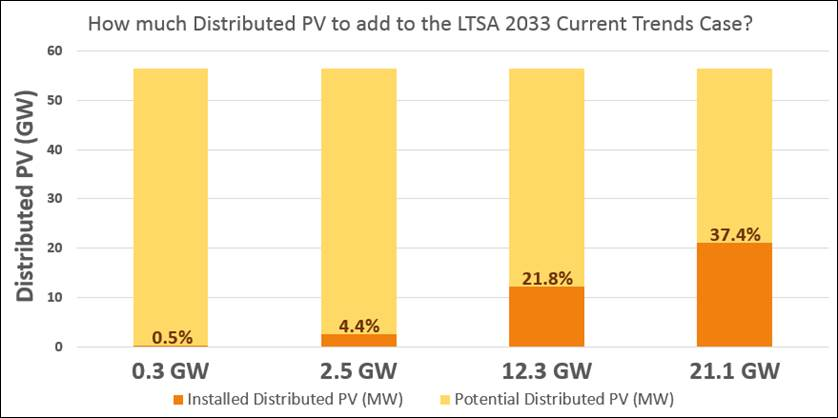 How much Distributed PV to add to the LTSA 2033 Current Trends Case?
Distributed PV (GW)
60
50
40
30
20
10
0
0.5%
4.4%
21.8%
37.4%
0.3 GW
2.5 GW
12.3 GW
21.1 GW
Installed Distributed PV (MW)
Potential Distributed PV (MW)